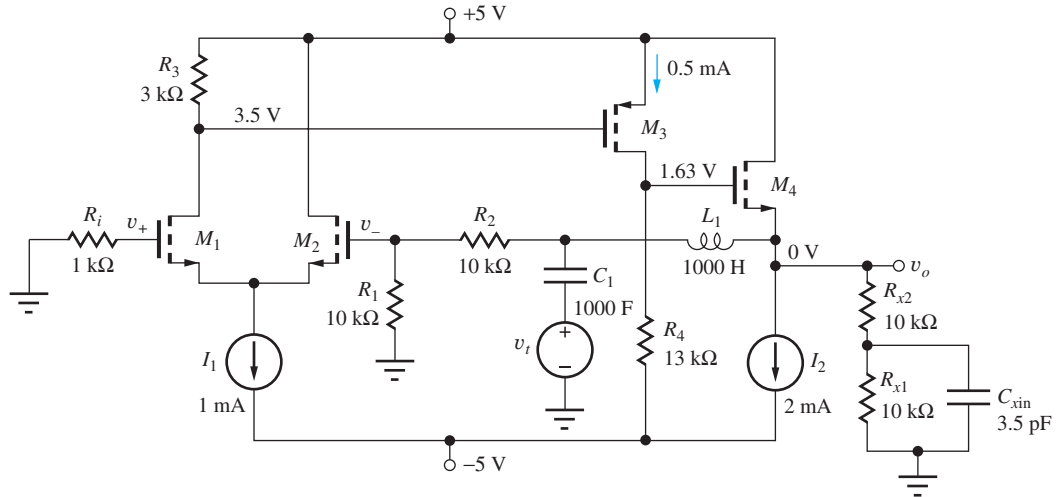 +5 V
R3
3 kΩ
0.5 mA
3.5 V
M3
1.63 V
M4
Ri
1 kΩ
v+
M1
M2
v−
R2
10 kΩ
L1
1000 H
0 V
vo
R1
10 kΩ
C1
1000 F
vt
+
−
R4
13 kΩ
Rx2
10 kΩ
I1
1 mA
I2
2 mA
Rx1
10 kΩ
Cxin
3.5 pF
−5 V